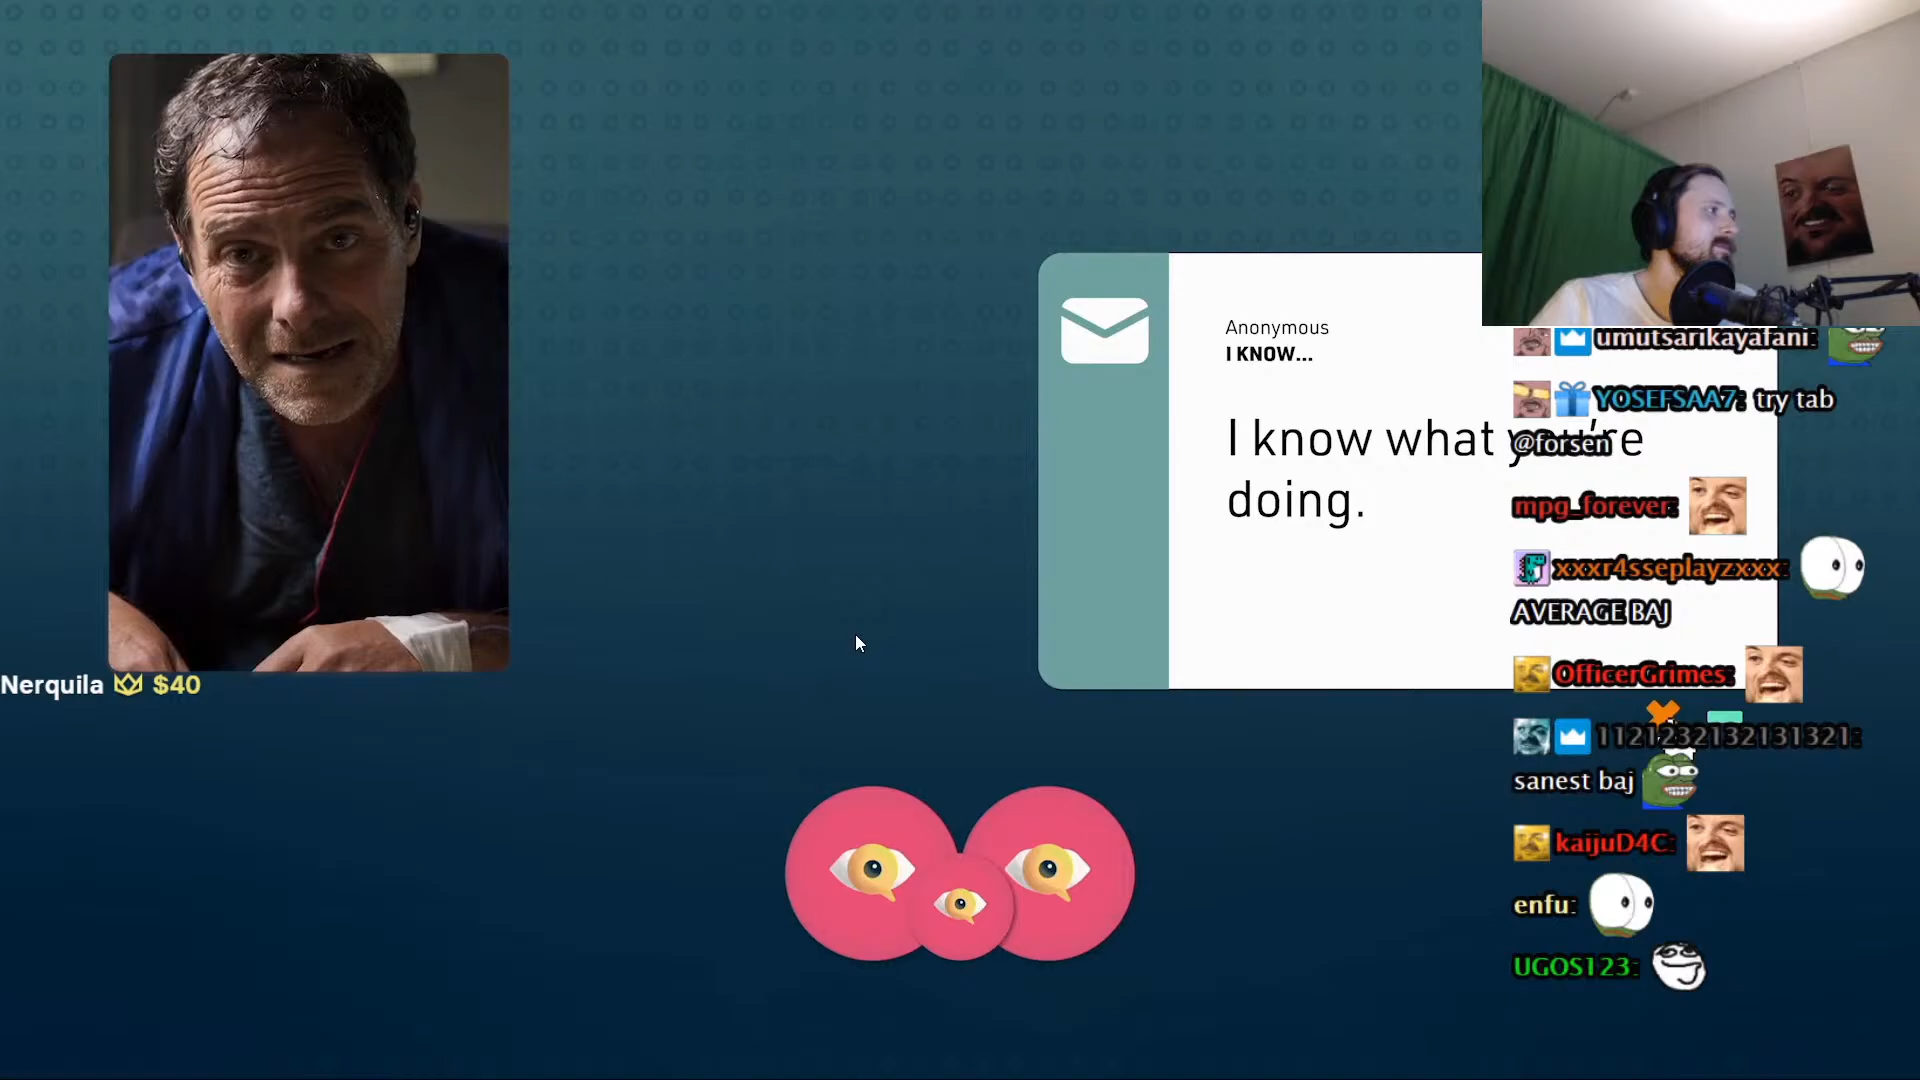 Anonymous
I KNOW...
I know what you're
doing.
Nerquila $40
umutsarikayafani:
YOSEFSAA7: try tab
@forsen
mpg_forever:
xxxr4sseplayzxxx:
AVERAGE BAJ
OfficerGrimes:
1121232132131321:
sanest baj
kaijuD4C:
enfu:
UGOS123: